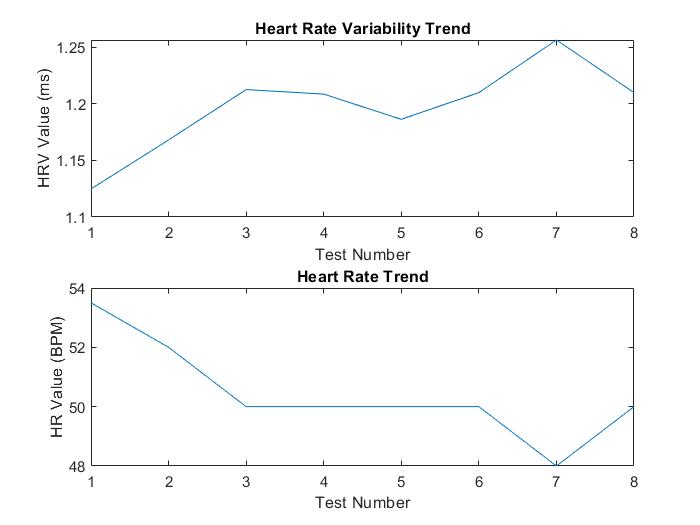 Heart Rate Variability Trend
HRV Value (ms)
1.25
1.2
1.15
1.1
1 2 3 4 5 6 7 8
Test Number
Heart Rate Trend
HR Value (BPM)
54
52
50
48
1 2 3 4 5 6 7 8
Test Number